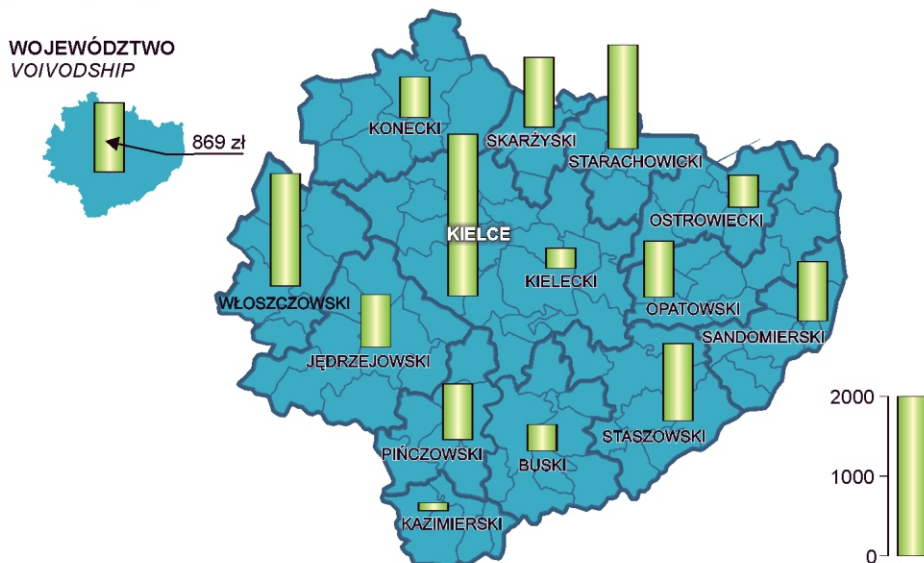 WOJEWÓDZTWO
VOIVODSHIP
869 zł
KONECKI
SKARŻYSKI
STARACHOWICKI
OSTROWIECKI
KIELCE
KIELECKI
WŁOSZCZOWSKI
OPATOWSKI
SANDOMIERSKI
JĘDRZEJOWSKI
2000
STASZOWSKI
PIŃCZOWSKI
BUSKI
1000
KAZIMIERSKI
0